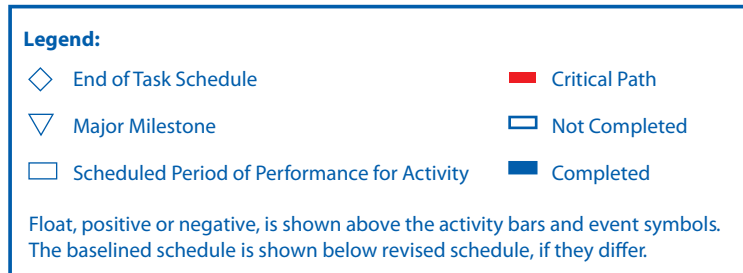 Legend:
End of Task Schedule
Critical Path
Major Milestone
Not Completed
Scheduled Period of Performance for Activity
Completed
Float, positive or negative, is shown above the activity bars and event symbols.
The baselined schedule is shown below revised schedule, if they differ.